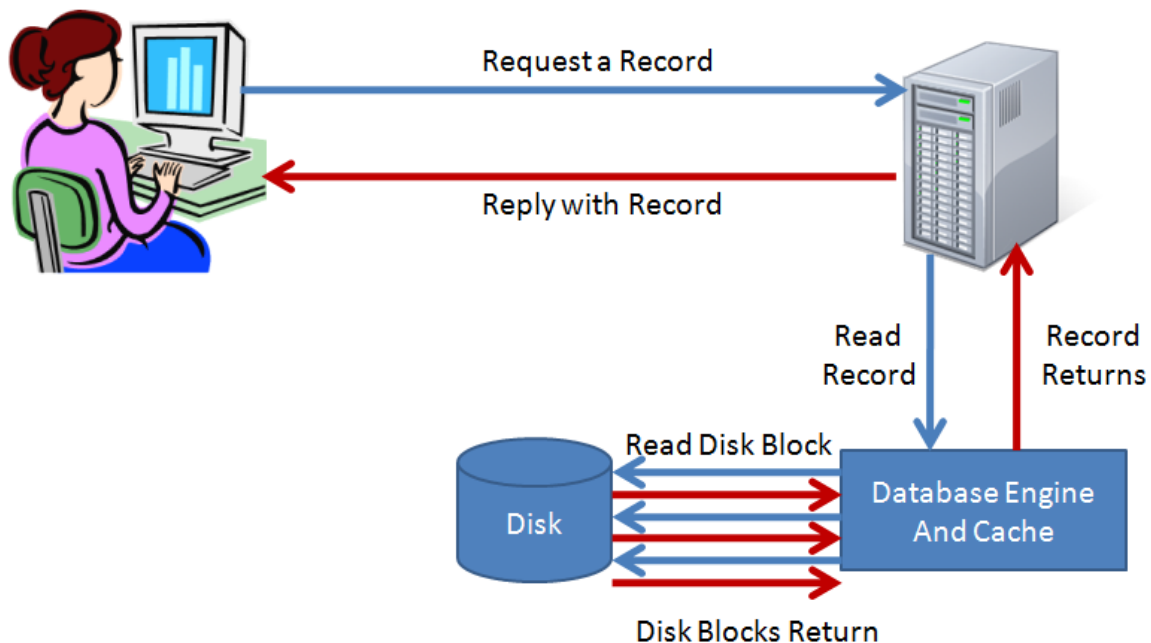 Request a Record
Reply with Record
Read
Record
Record
Returns
Read Disk Block
Disk
Database Engine
And Cache
Disk Blocks Return